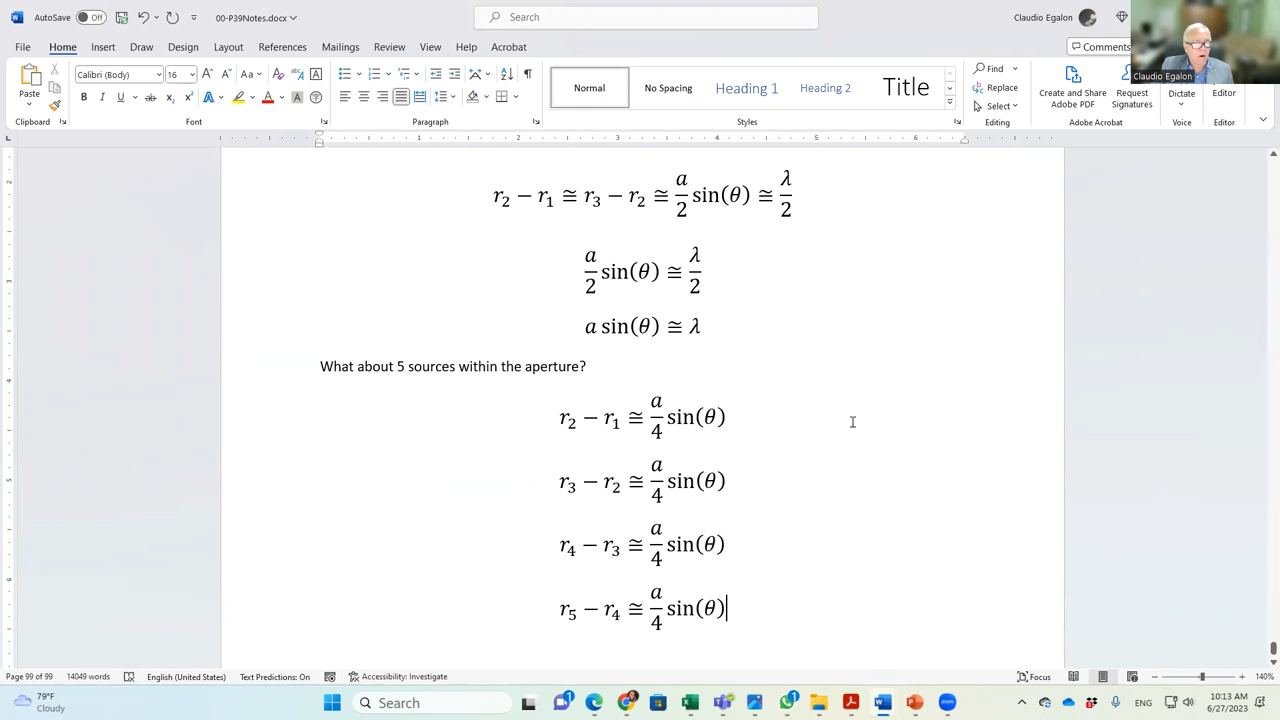 AutoSave Off 00-P39Notes.docx Search Claudio Egalon
File Home Insert Draw Design Layout References Mailings Review View Help Acrobat Comments
Claudio Egalon
Paste Calibri (Body) 16 Normal No Spacing Heading 1 Heading 2 Title Find Replace Select Create and Share Adobe PDF Request Signatures Dictate Editor
Clipboard Font Paragraph Styles Editing Adobe Acrobat Voice Editor
r₂ − r₁ ≅ r₃ − r₂ ≅ a/2 sin(θ) ≅ λ/2
a/2 sin(θ) ≅ λ/2
a sin(θ) ≅ λ
What about 5 sources within the aperture?
r₂ − r₁ ≅ a/4 sin(θ)
r₃ − r₂ ≅ a/4 sin(θ)
r₄ − r₃ ≅ a/4 sin(θ)
r₅ − r₄ ≅ a/4 sin(θ)
Page 99 of 99 14049 words English (United States) Text Predictions: On Accessibility: Investigate Focus 140%
79°F
Cloudy
Search
ENG
10:13 AM
6/27/2023